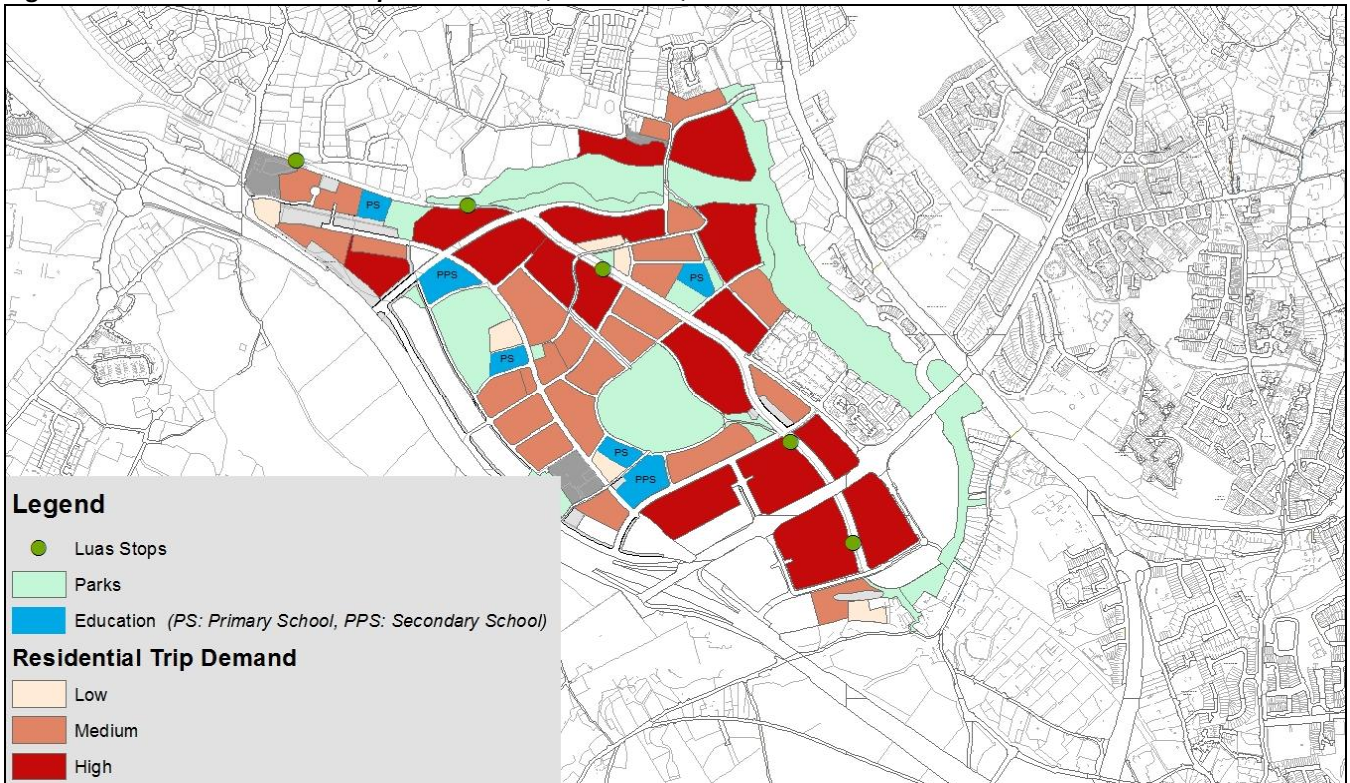 PS
PPS
PS
PS
PS
PPS
Legend
Luas Stops
Parks
Education (PS: Primary School, PPS: Secondary School)
Residential Trip Demand
Low
Medium
High